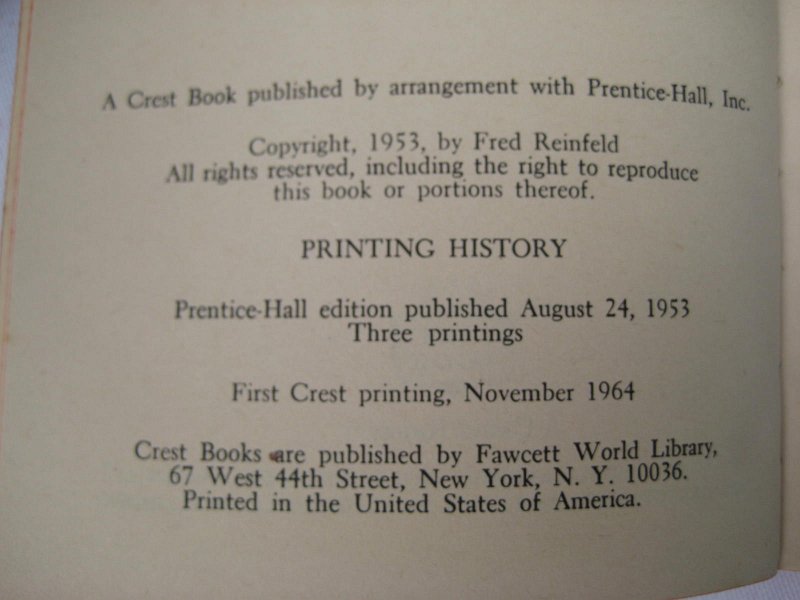 A Crest Book published by arrangement with Prentice-Hall, Inc.
Copyright, 1953, by Fred Reinfeld
All rights reserved, including the right to reproduce
this book or portions thereof.
PRINTING HISTORY
Prentice-Hall edition published August 24, 1953
Three printings
First Crest printing, November 1964
Crest Books are published by Fawcett World Library,
67 West 44th Street, New York, N. Y. 10036.
Printed in the United States of America.